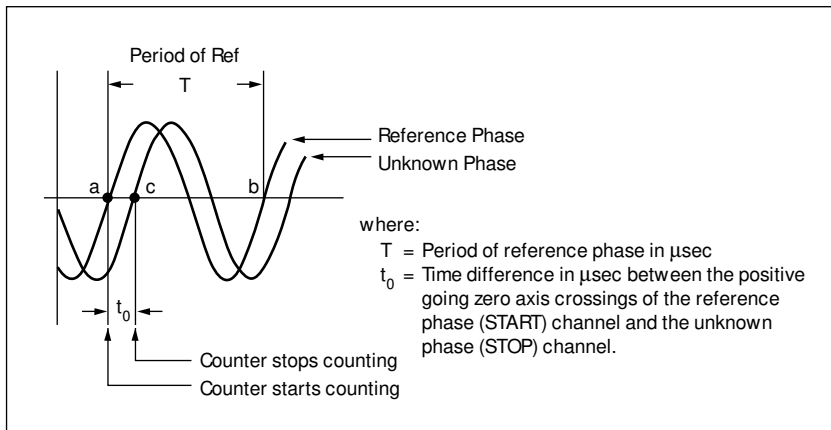 Period of Ref
T
Reference Phase
Unknown Phase
a
c
b
where:
T = Period of reference phase in µsec
t0 = Time difference in µsec between the positive
going zero axis crossings of the reference
phase (START) channel and the unknown
phase (STOP) channel.
t0
Counter stops counting
Counter starts counting